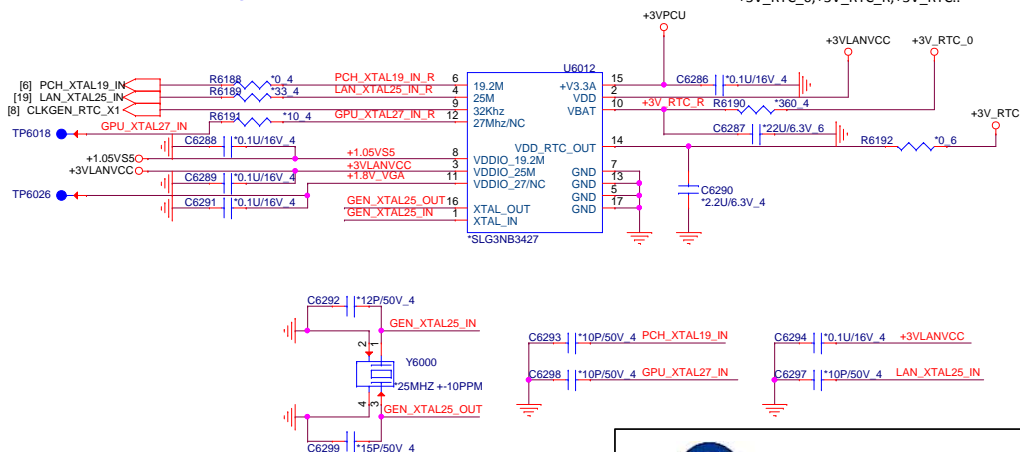 +3VPCU
+3VLANVCC
+3V_RTC_0
U6012
[6] PCH_XTAL19_IN
R6188 *0_4
PCH_XTAL19_IN_R
6 19.2M
+V3.3A 15
C6286 *0.1U/16V_4
[19] LAN_XTAL25_IN
R6189 *33_4
LAN_XTAL25_IN_R
4 25M
VDD 2
[8] CLKGEN_RTC_X1
9 32Khz
VBAT 10
+3V_RTC_R
R6190 *360_4
TP6018
GPU_XTAL27_IN
R6191 *10_4
GPU_XTAL27_IN_R
12 27Mhz/NC
C6287 *22U/6.3V_6
+3V_RTC
C6288 *0.1U/16V_4
VDD_RTC_OUT 14
R6192 *0_6
+1.05VS5
+1.05VS5
8 VDDIO_19.2M
+3VLANVCC
+3VLANVCC
3 VDDIO_25M
GND 7
C6289 *0.1U/16V_4
+1.8V_VGA
11 VDDIO_27/NC
GND 13
TP6026
GND 5
C6290
*2.2U/6.3V_4
C6291 *0.1U/16V_4
GEN_XTAL25_OUT
16 XTAL_OUT
GND 17
GEN_XTAL25_IN
1 XTAL_IN
*SLG3NB3427
C6292 *12P/50V_4
GEN_XTAL25_IN
2 1
Y6000
*25MHZ +-10PPM
4 3
GEN_XTAL25_OUT
C6299 *15P/50V_4
C6293 *10P/50V_4 PCH_XTAL19_IN
C6298 *10P/50V_4 GPU_XTAL27_IN
C6294 *0.1U/16V_4 +3VLANVCC
C6297 *10P/50V_4 LAN_XTAL25_IN